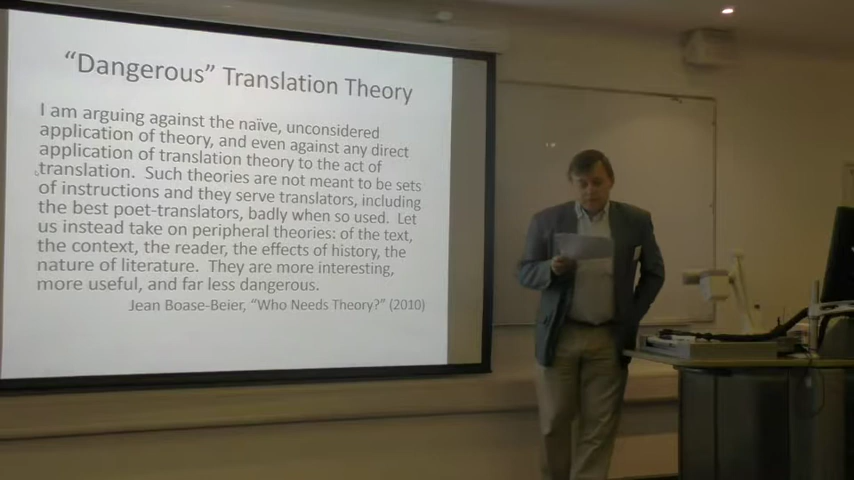 “Dangerous” Translation Theory
I am arguing against the naïve, unconsidered
application of theory, and even against any direct
application of translation theory to the act of
translation.  Such theories are not meant to be sets
of instructions and they serve translators, including
the best poet-translators, badly when so used.  Let
us instead take on peripheral theories: of the text,
the context, the reader, the effects of history, the
nature of literature.  They are more interesting,
more useful, and far less dangerous.
Jean Boase-Beier, “Who Needs Theory?” (2010)